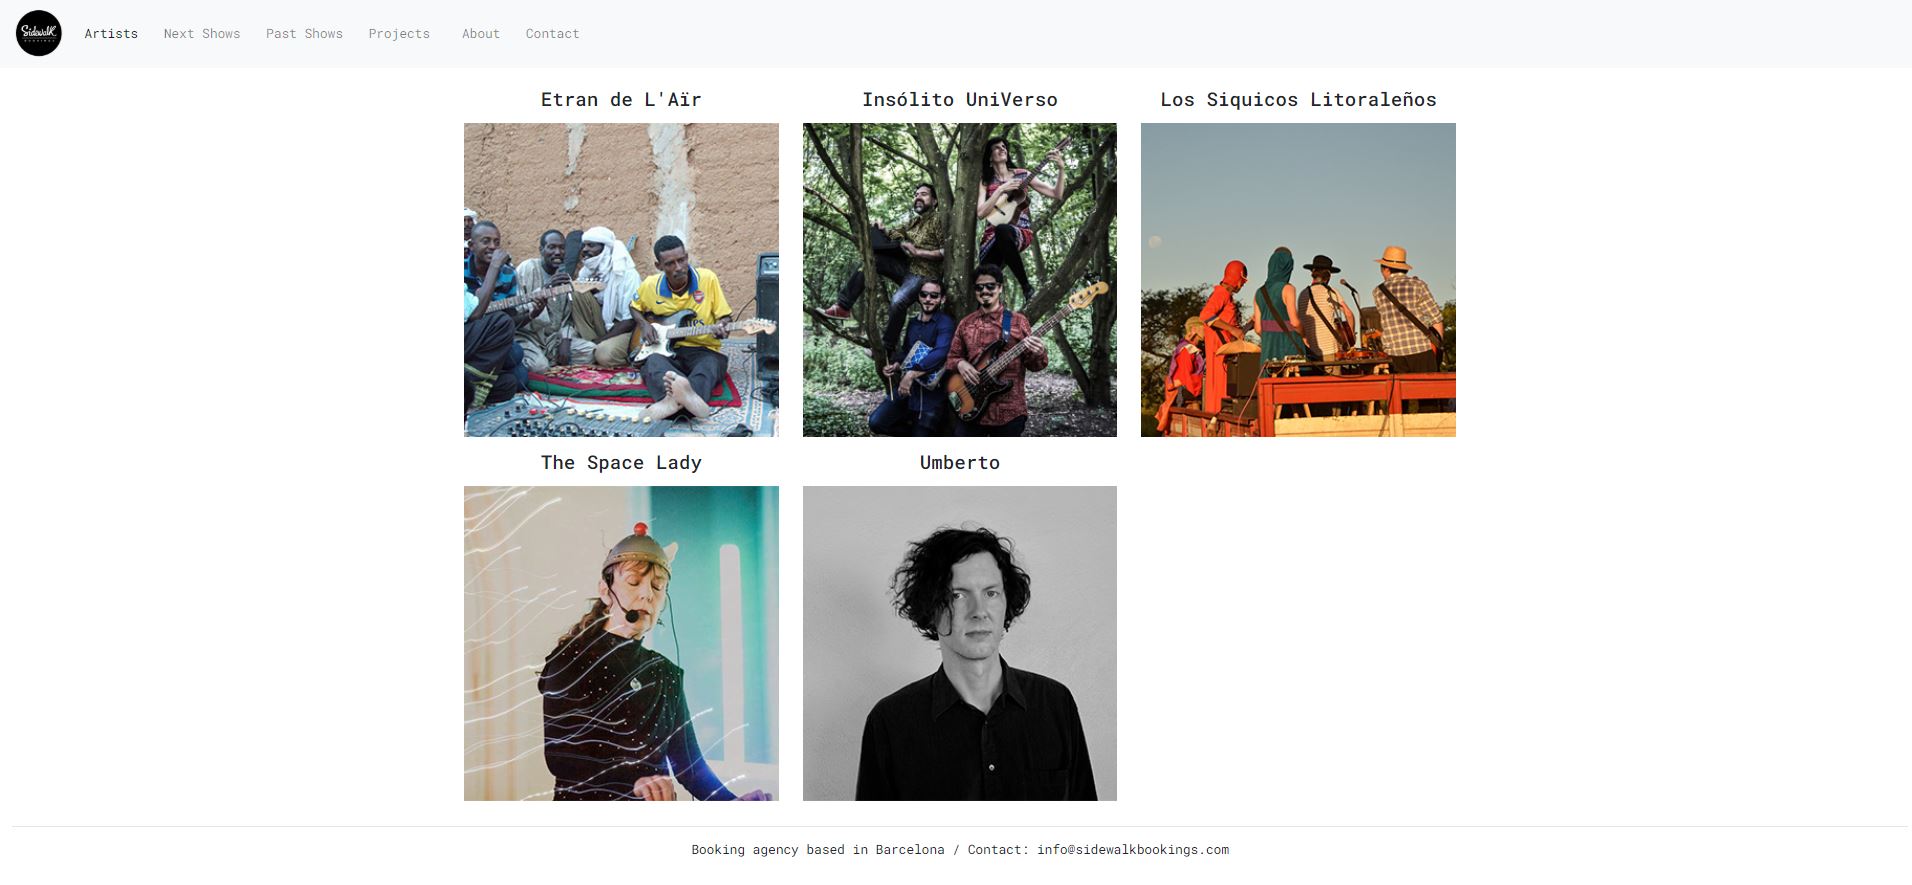 Sidewalk
Artists Next Shows Past Shows Projects About Contact
Etran de L'Aïr Insólito UniVerso Los Siquicos Litoraleños
The Space Lady Umberto
Booking agency based in Barcelona / Contact: info@sidewalkbookings.com